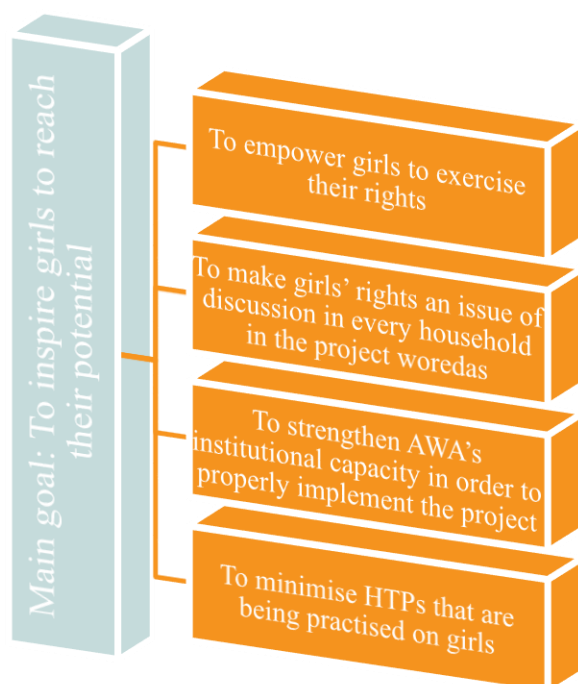 Main goal: To inspire girls to reach
their potential
To empower girls to exercise
their rights
To make girls’ rights an issue of
discussion in every household
in the project woredas
To strengthen AWA’s
institutional capacity in order to
properly implement the project
To minimise HTPs that are
being practised on girls